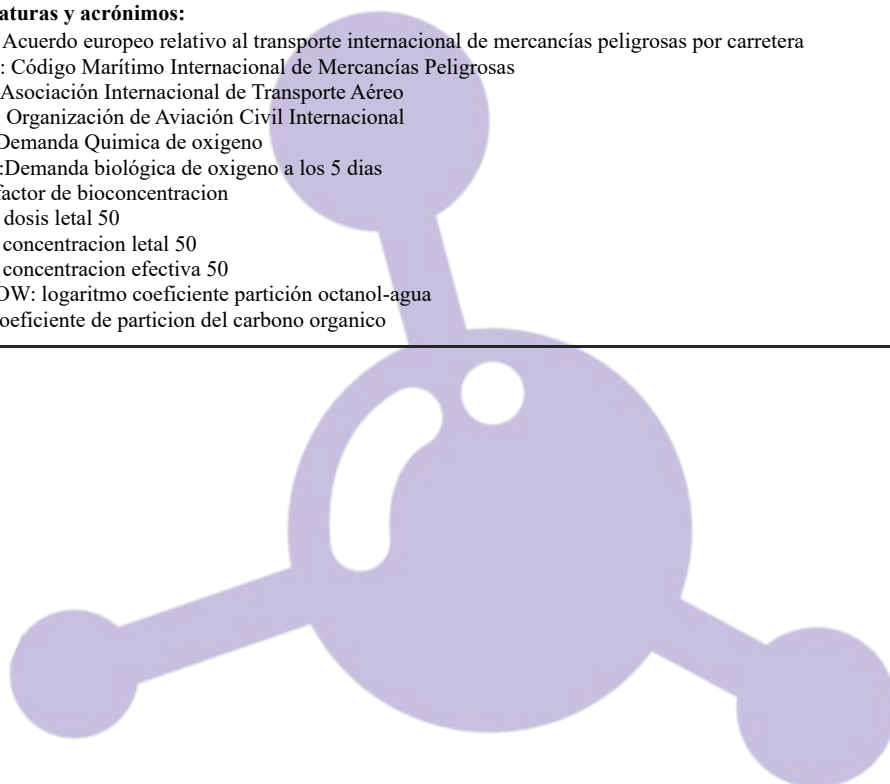 aturas y acrónimos:
Acuerdo europeo relativo al transporte internacional de mercancías peligrosas por carretera
: Código Marítimo Internacional de Mercancías Peligrosas
Asociación Internacional de Transporte Aéreo
Organización de Aviación Civil Internacional
Demanda Quimica de oxigeno
:Demanda biológica de oxigeno a los 5 dias
factor de bioconcentracion
dosis letal 50
concentracion letal 50
concentracion efectiva 50
OW: logaritmo coeficiente partición octanol-agua
oeficiente de particion del carbono organico